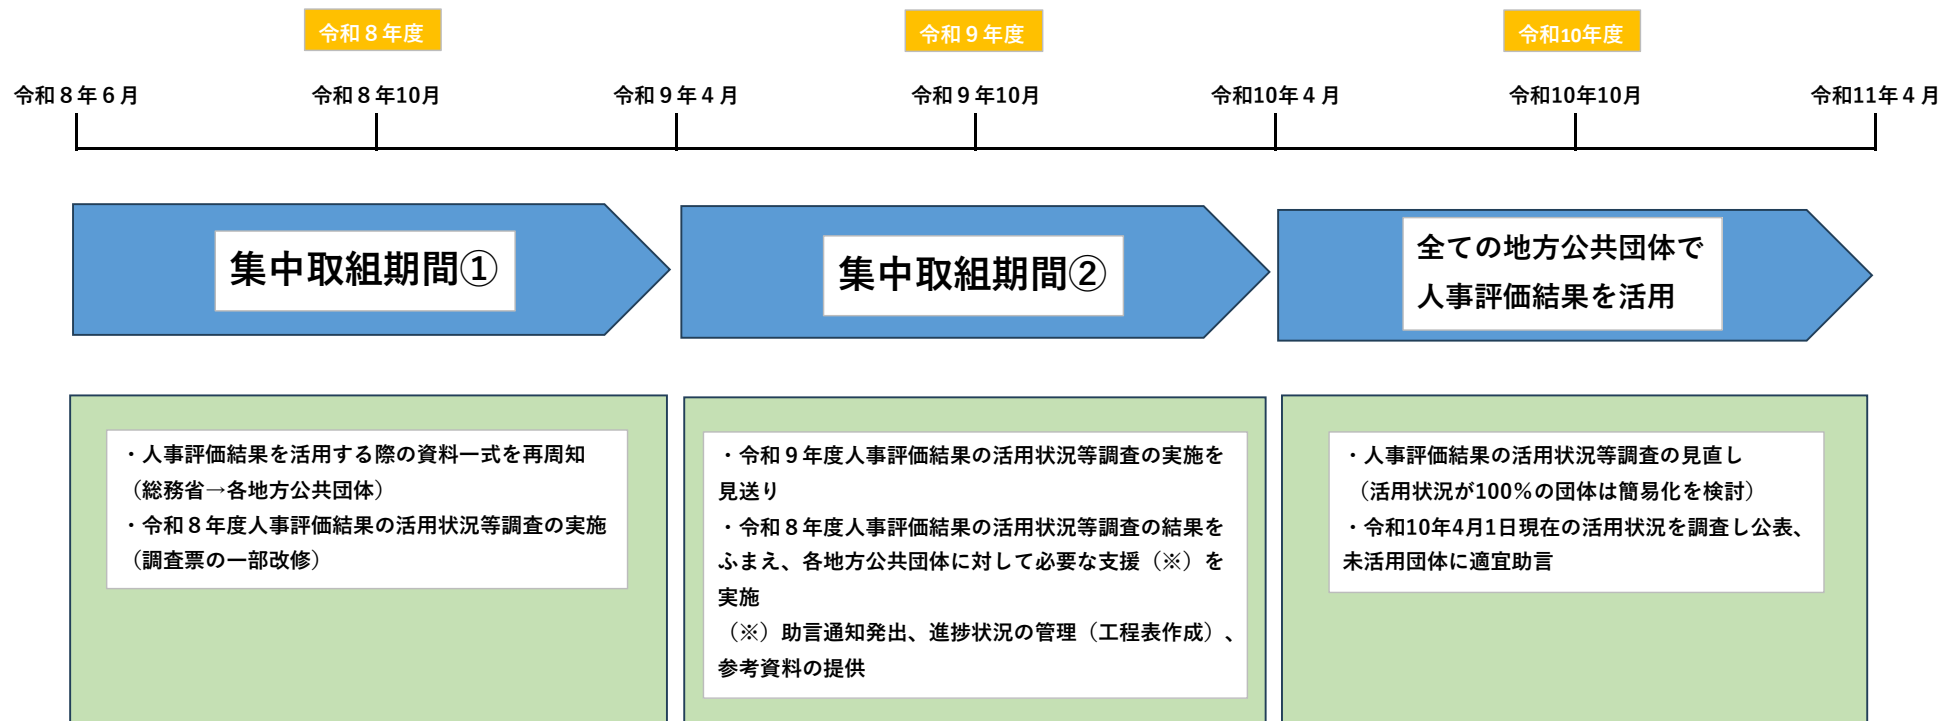 令和８年度
令和９年度
令和10年度
令和８年６月
令和８年10月
令和９年４月
令和９年10月
令和10年４月
令和10年10月
令和11年４月
集中取組期間①
集中取組期間②
全ての地方公共団体で
人事評価結果を活用
・人事評価結果を活用する際の資料一式を再周知
（総務省→各地方公共団体）
・令和８年度人事評価結果の活用状況等調査の実施
（調査票の一部改修）
・令和９年度人事評価結果の活用状況等調査の実施を
見送り
・令和８年度人事評価結果の活用状況等調査の結果を
ふまえ、各地方公共団体に対して必要な支援（※）を
実施
（※）助言通知発出、進捗状況の管理（工程表作成）、
参考資料の提供
・人事評価結果の活用状況等調査の見直し
（活用状況が100％の団体は簡易化を検討）
・令和10年4月1日現在の活用状況を調査し公表、
未活用団体に適宜助言